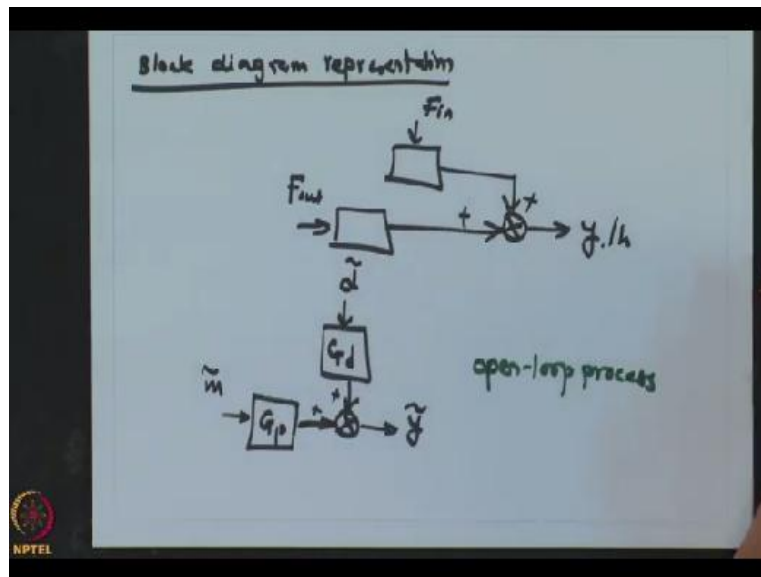 Block diagram representation
Fin
Fout
+
+
y/h
d̃
Gd
open-loop process
m̃
Gp
+
+
ỹ
NPTEL